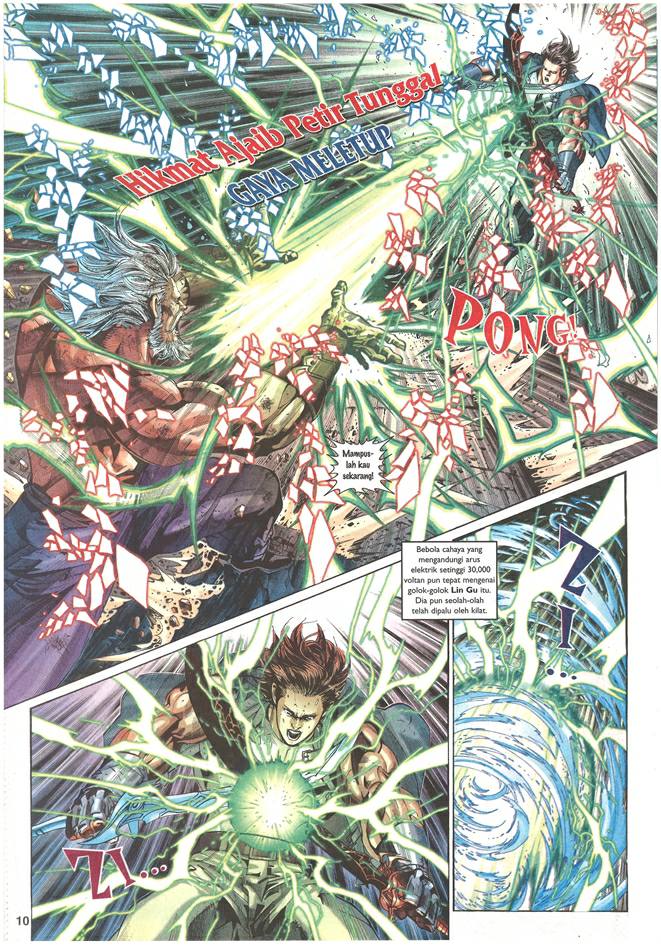 Hikmat Ajaib Petir Tunggal
GAYA MELETUP
PONG!
Mampus-
lah kau
sekarang!
Bebola cahaya yang
mengandungi arus
elektrik setinggi 30,000
voltan pun tepat mengenai
golok-golok Lin Gu itu.
Dia pun seolah-olah
telah dipalu oleh kilat.
ZI...
ZI...
10